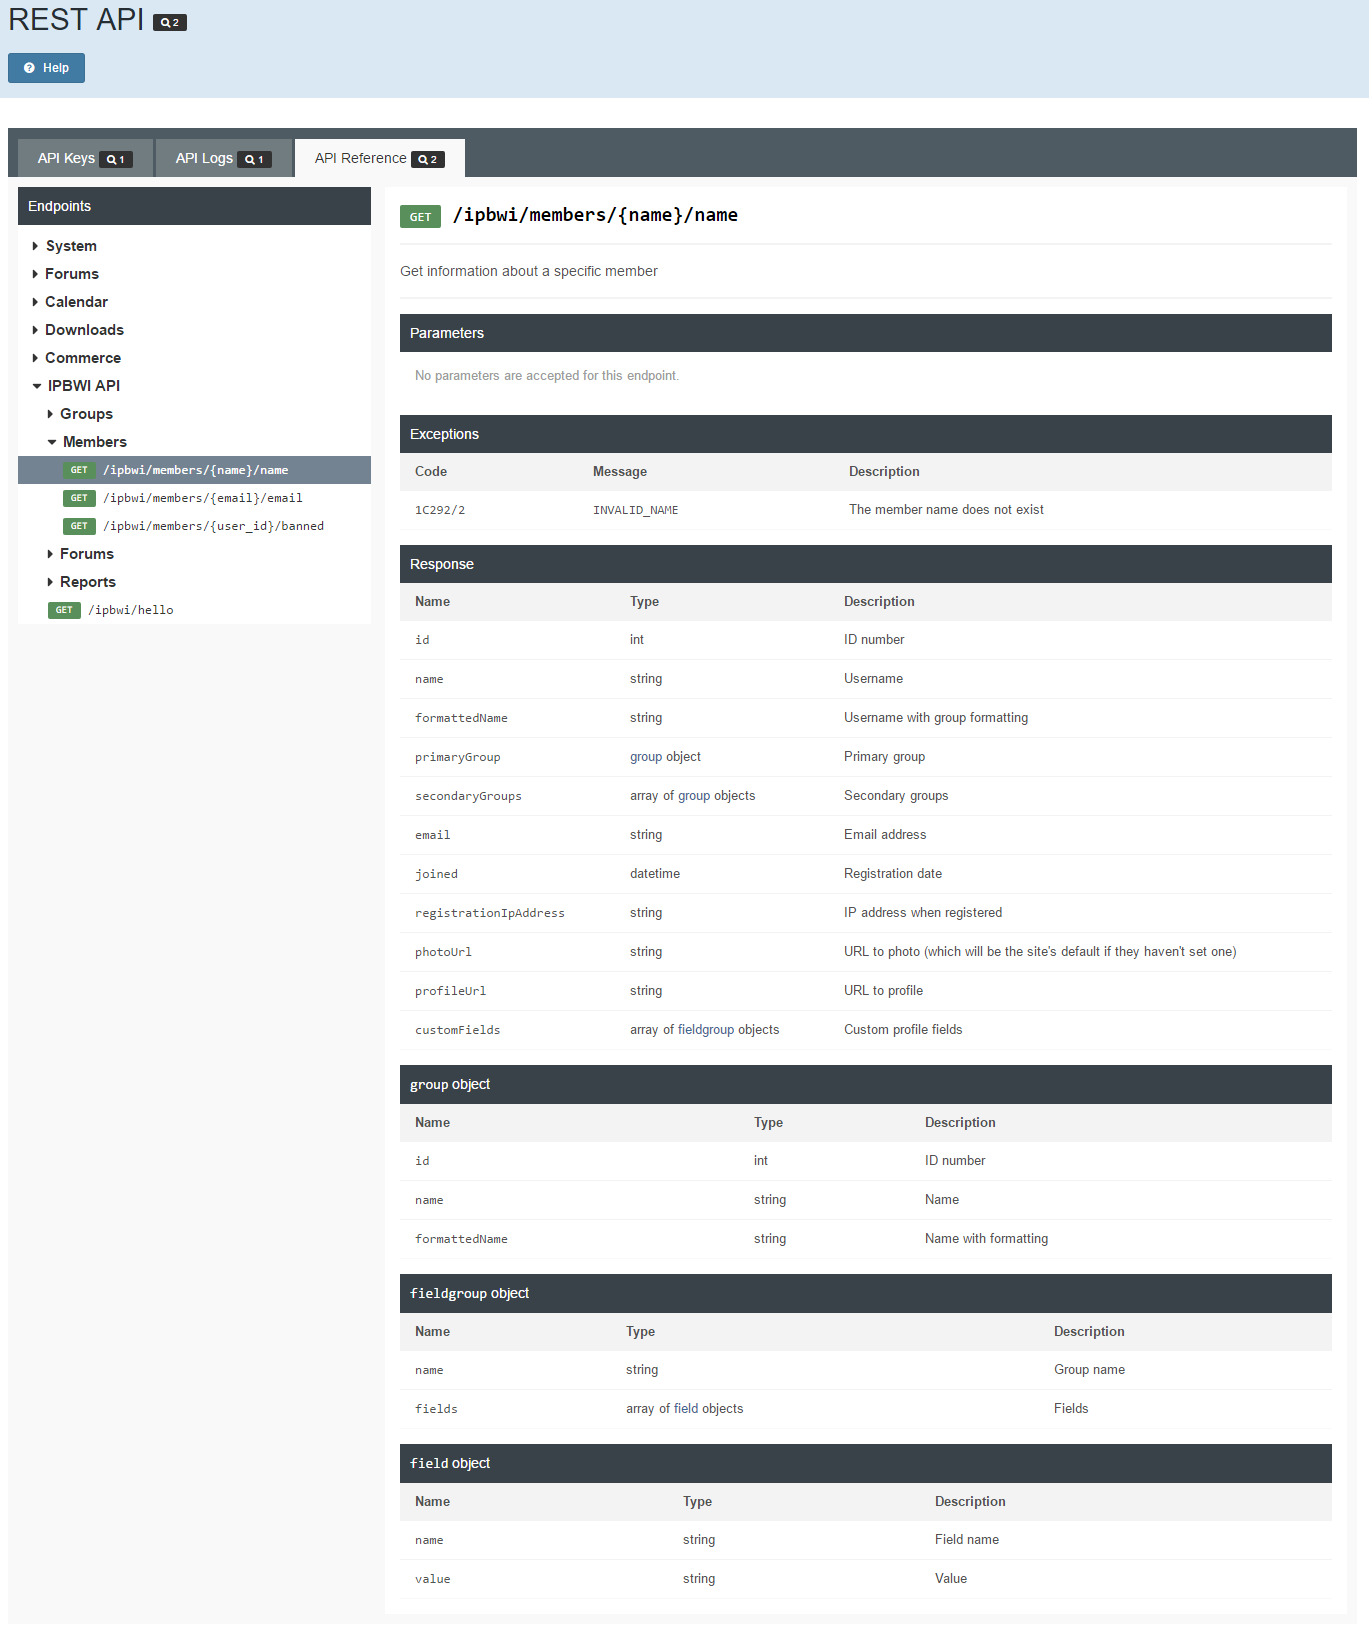 REST API 2
Help
API Keys 1
API Logs 1
API Reference 2
Endpoints
System
Forums
Calendar
Downloads
Commerce
IPBWI API
Groups
Members
GET /ipbwi/members/{name}/name
GET /ipbwi/members/{email}/email
GET /ipbwi/members/{user_id}/banned
Forums
Reports
GET /ipbwi/hello
GET /ipbwi/members/{name}/name
Get information about a specific member
Parameters
No parameters are accepted for this endpoint.
Exceptions
Code Message Description
1C292/2 INVALID_NAME The member name does not exist
Response
Name Type Description
id int ID number
name string Username
formattedName string Username with group formatting
primaryGroup group object Primary group
secondaryGroups array of group objects Secondary groups
email string Email address
joined datetime Registration date
registrationIpAddress string IP address when registered
photoUrl string URL to photo (which will be the site's default if they haven't set one)
profileUrl string URL to profile
customFields array of fieldgroup objects Custom profile fields
group object
Name Type Description
id int ID number
name string Name
formattedName string Name with formatting
fieldgroup object
Name Type Description
name string Group name
fields array of field objects Fields
field object
Name Type Description
name string Field name
value string Value